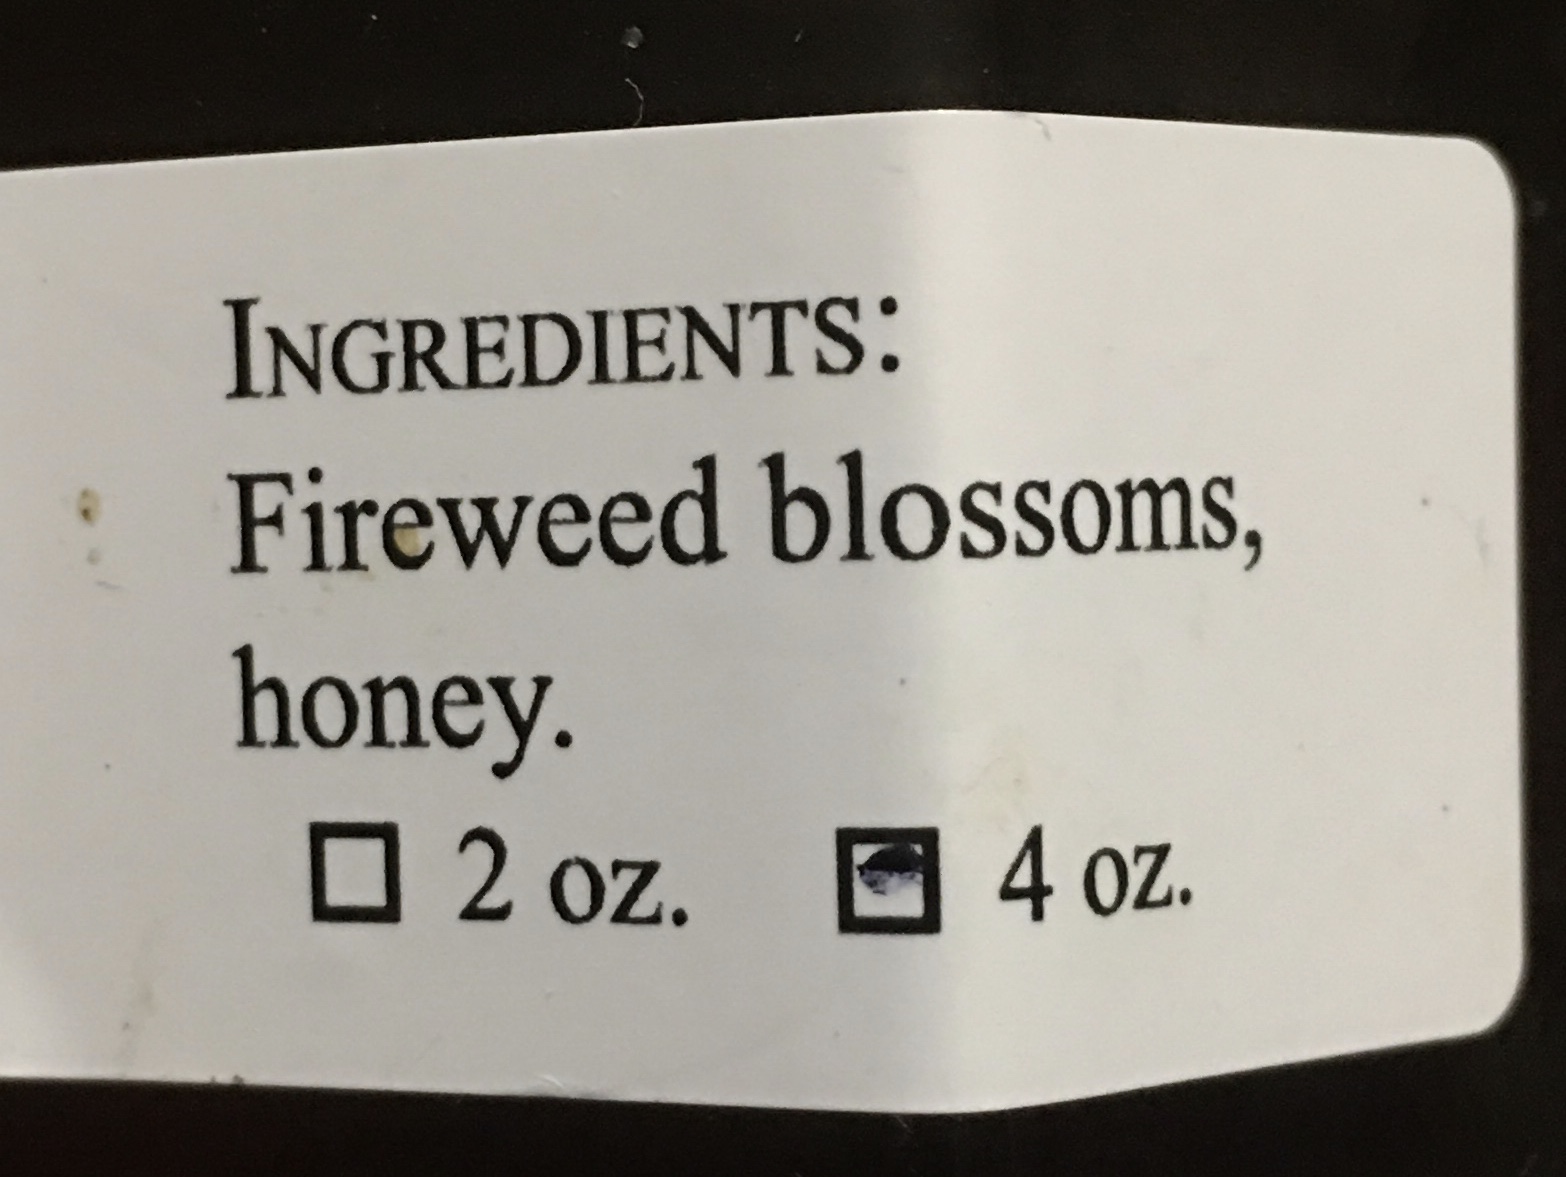 INGREDIENTS:
Fireweed blossoms,
honey.
☐ 2 oz. ☑ 4 oz.